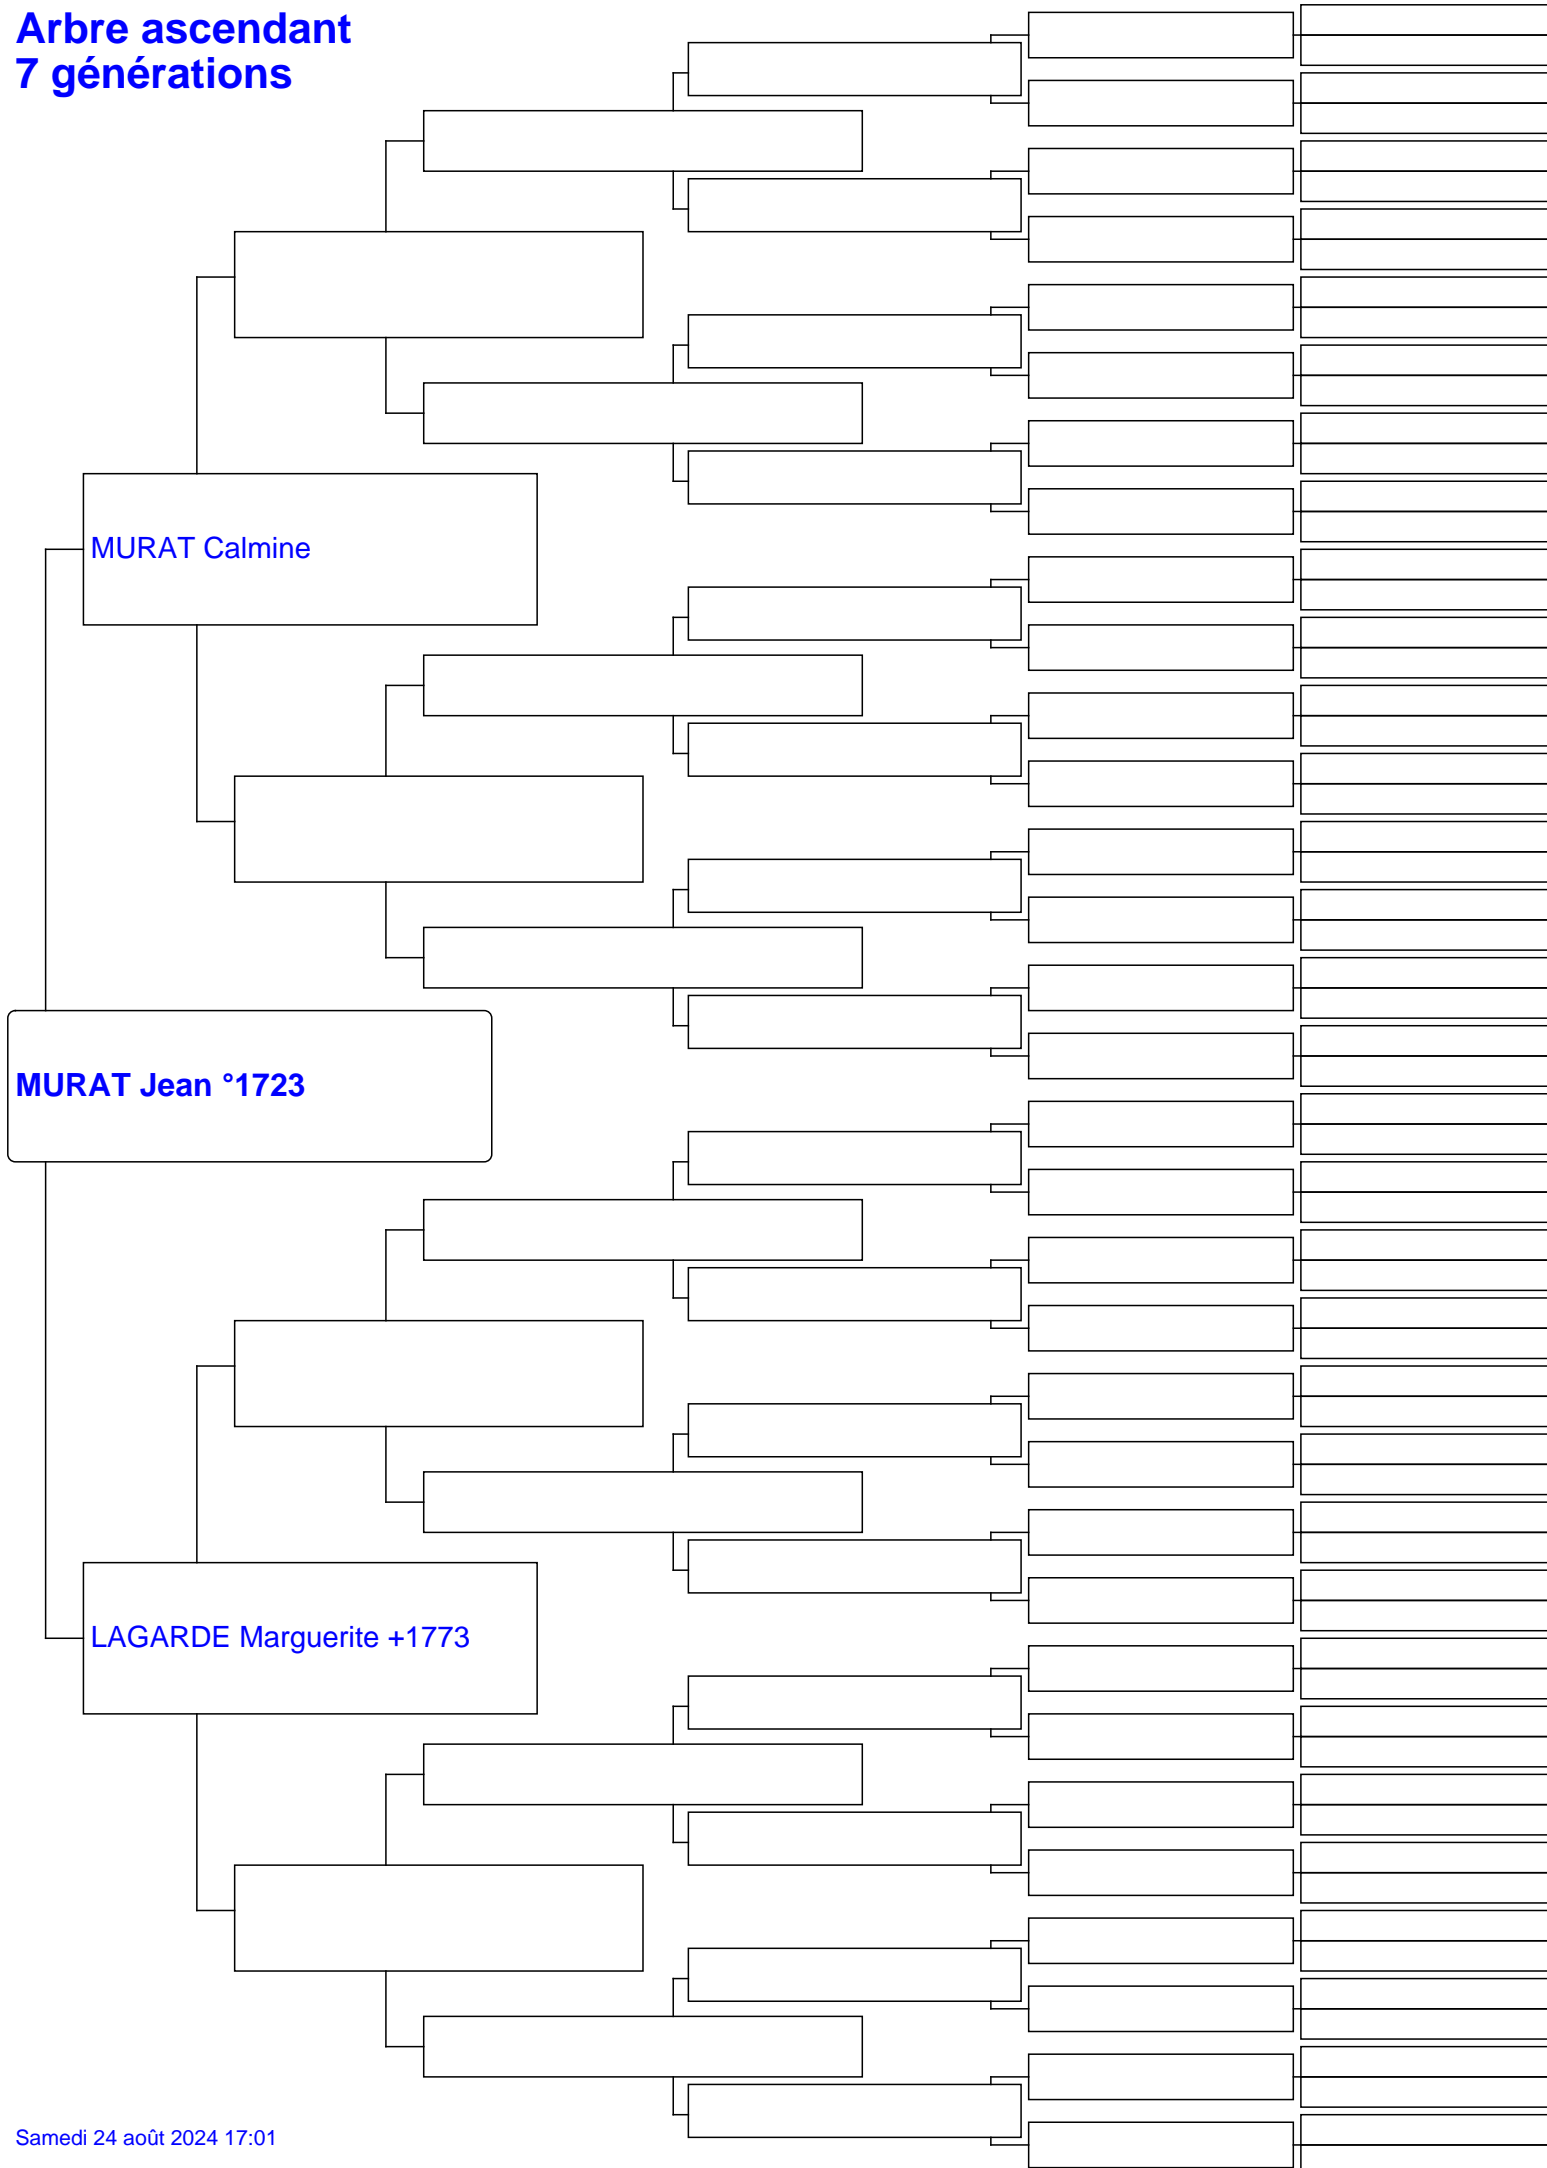 Arbre ascendant
7 générations
MURAT Calmine
MURAT Jean °1723
LAGARDE Marguerite +1773
Samedi 24 août 2024 17:01